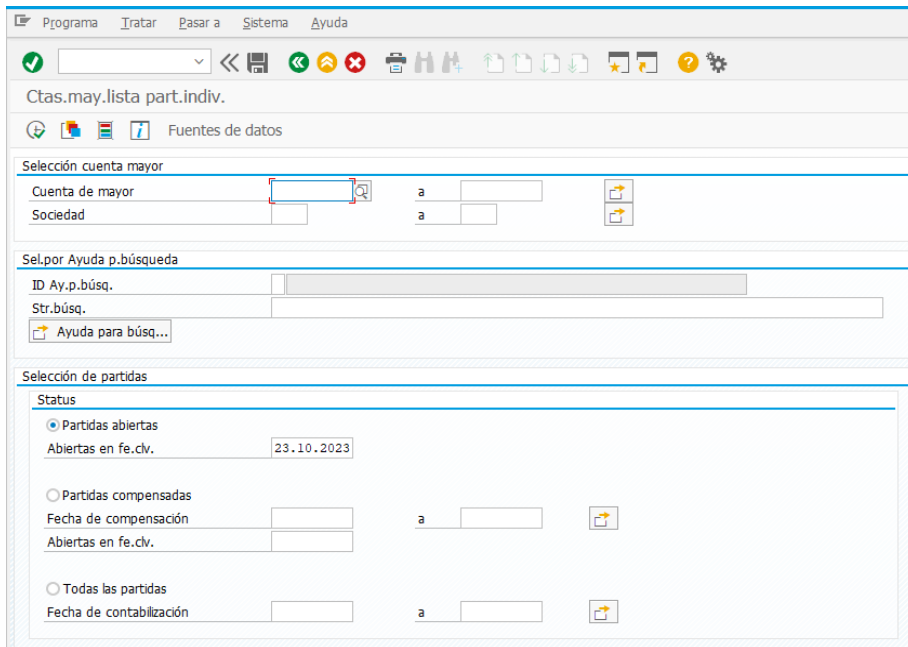 Programa Tratar Pasar a Sistema Ayuda
Ctas.may.lista part.indiv.
Fuentes de datos
Selección cuenta mayor
Cuenta de mayor a
Sociedad a
Sel.por Ayuda p.búsqueda
ID Ay.p.búsq.
Str.búsq.
Ayuda para búsq...
Selección de partidas
Status
Partidas abiertas
Abiertas en fe.clv. 23.10.2023
Partidas compensadas
Fecha de compensación a
Abiertas en fe.clv.
Todas las partidas
Fecha de contabilización a